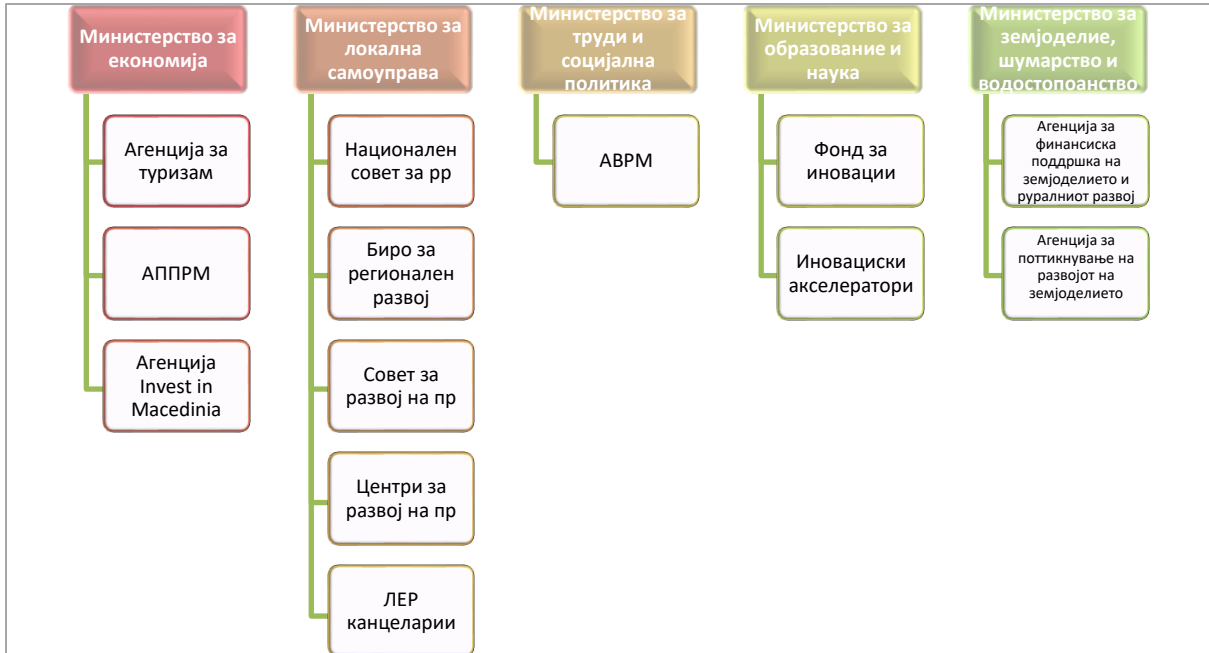 Министерство за
економија
Агенција за
туризам
АППРМ
Агенција
Invest in
Macedinia
Министерство за
локална
самоуправа
Национален
совет за рр
Биро за
регионален
развој
Совет за
развој на пр
Центри за
развој на пр
ЛЕР
канцеларии
Министерство за
труди и
социјална
политика
АВРМ
Министерство за
образование и
наука
Фонд за
иновации
Иновациски
акселератори
Министерство за
земјоделие,
шумарство и
водостопоанство
Агенција за
финансиска
поддршка на
земјоделието и
руралниот развој
Агенција за
поттикнување на
развојот на
земјоделието